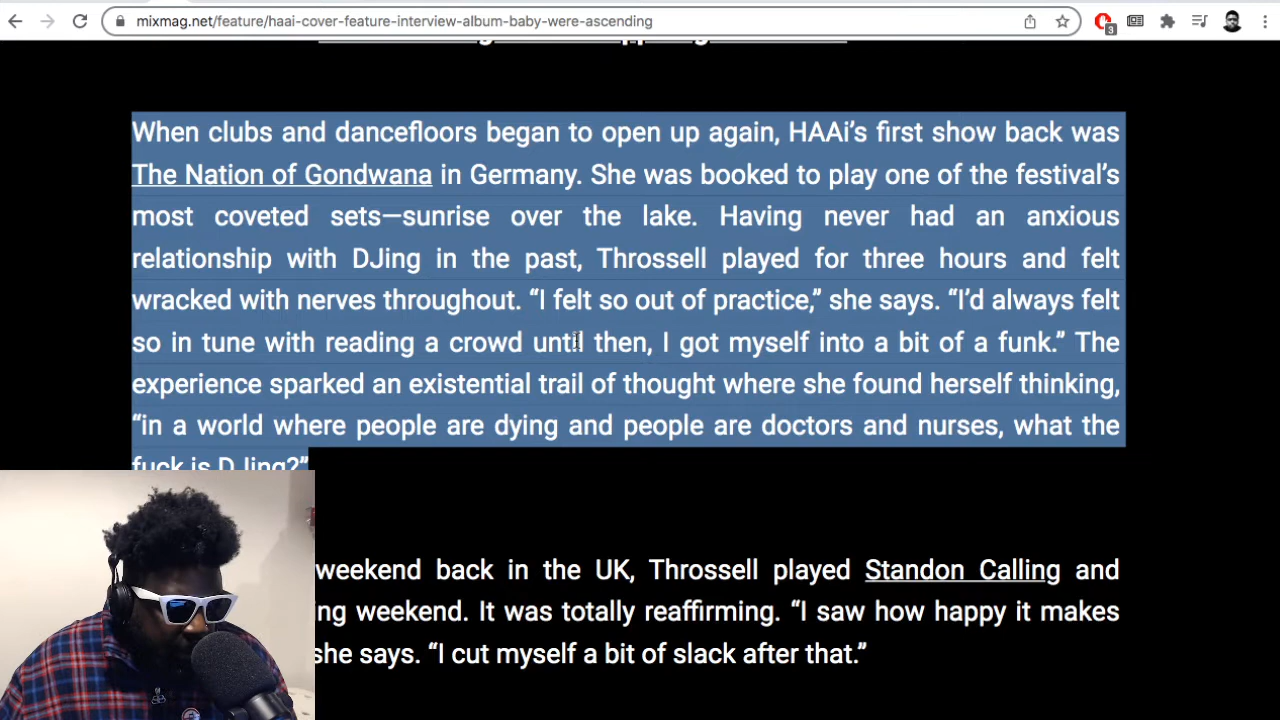 mixmag.net/feature/haai-cover-feature-interview-album-baby-were-ascending
3
When clubs and dancefloors began to open up again, HAAi’s first show back was
The Nation of Gondwana in Germany. She was booked to play one of the festival’s
most coveted sets—sunrise over the lake. Having never had an anxious
relationship with DJing in the past, Throssell played for three hours and felt
wracked with nerves throughout. “I felt so out of practice,” she says. “I’d always felt
so in tune with reading a crowd until then, I got myself into a bit of a funk.” The
experience sparked an existential trail of thought where she found herself thinking,
“in a world where people are dying and people are doctors and nurses, what the
fuck is DJing?”
weekend back in the UK, Throssell played Standon Calling and
weekend. It was totally reaffirming. “I saw how happy it makes
she says. “I cut myself a bit of slack after that.”